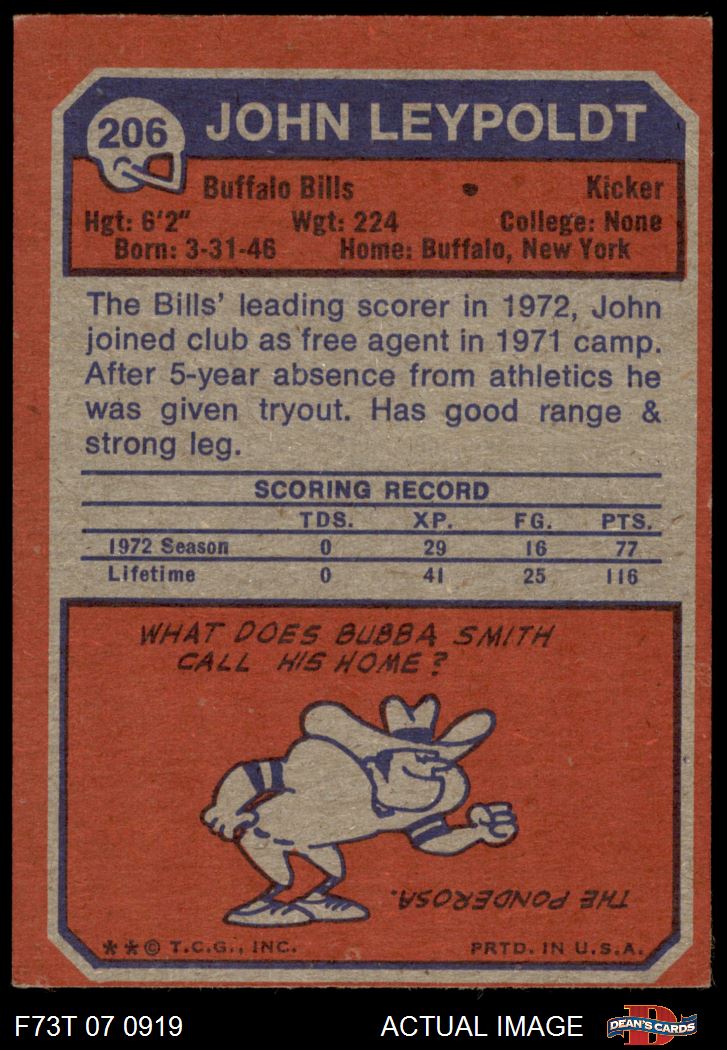 206
JOHN LEYPOLDT
Buffalo Bills • Kicker
Hgt: 6'2" Wgt: 224 College: None
Born: 3-31-46 Home: Buffalo, New York
The Bills' leading scorer in 1972, John
joined club as free agent in 1971 camp.
After 5-year absence from athletics he
was given tryout. Has good range &
strong leg.
SCORING RECORD
TDS. XP. FG. PTS.
1972 Season 0 29 16 77
Lifetime 0 41 25 116
WHAT DOES BUBBA SMITH
CALL HIS HOME?
THE PONDEROSA.
**© T.C.G., INC. PRTD. IN U.S.A.
F73T 07 0919 ACTUAL IMAGE DEAN'S CARDS